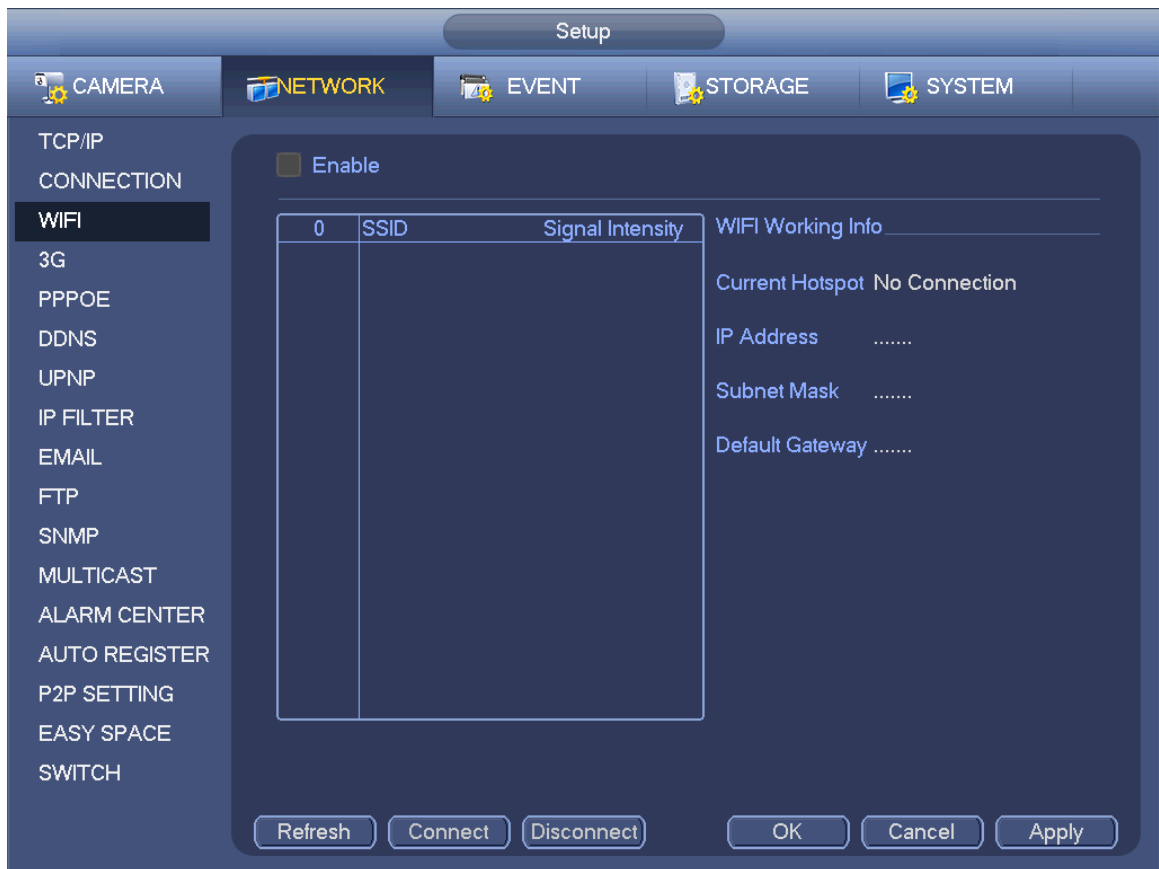 Setup
CAMERA NETWORK EVENT STORAGE SYSTEM
TCP/IP
CONNECTION
WIFI
3G
PPPOE
DDNS
UPNP
IP FILTER
EMAIL
FTP
SNMP
MULTICAST
ALARM CENTER
AUTO REGISTER
P2P SETTING
EASY SPACE
SWITCH
Enable
0 SSID Signal Intensity
WIFI Working Info
Current Hotspot No Connection
IP Address .......
Subnet Mask .......
Default Gateway .......
Refresh Connect Disconnect OK Cancel Apply